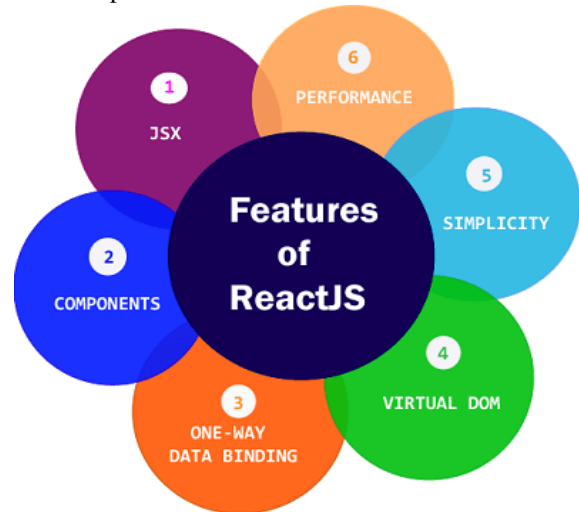 Features
of
ReactJS
1
JSX
2
COMPONENTS
3
ONE-WAY
DATA BINDING
4
VIRTUAL DOM
5
SIMPLICITY
6
PERFORMANCE